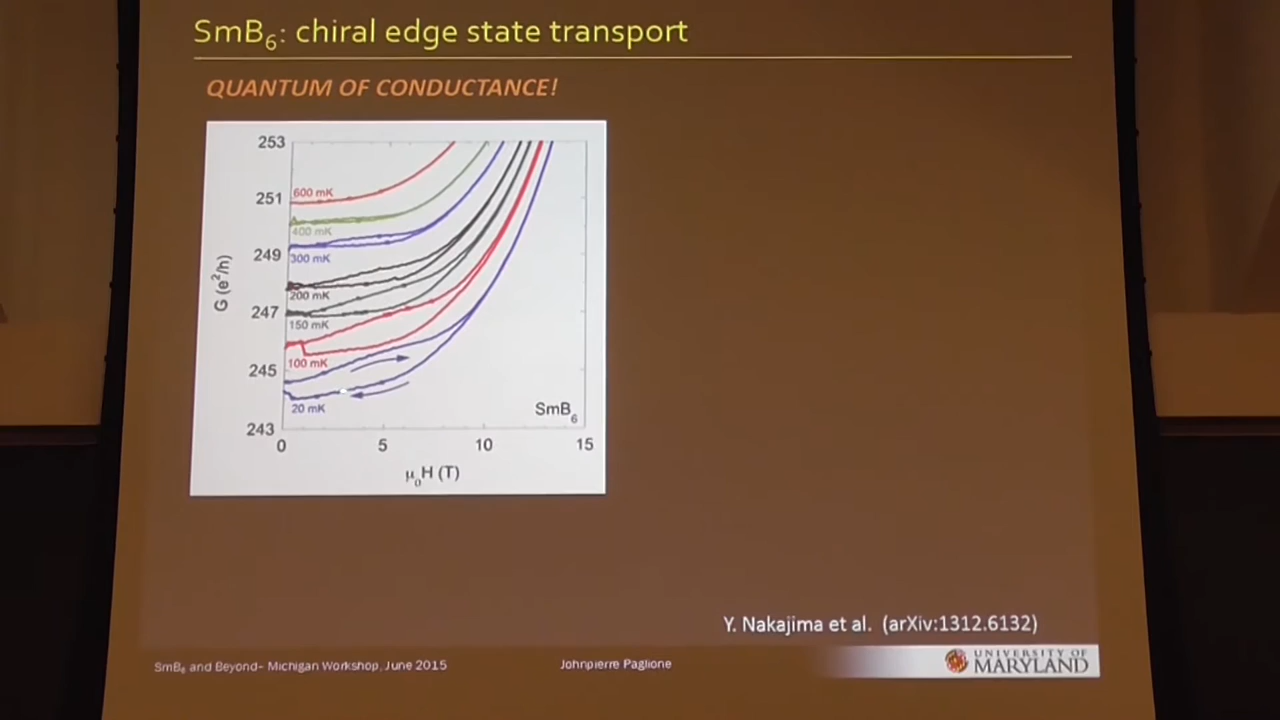 SmB₆: chiral edge state transport
QUANTUM OF CONDUCTANCE!
253
251
249
247
245
243
G (e²/h)
600 mK
400 mK
300 mK
200 mK
150 mK
100 mK
20 mK
SmB₆
0 5 10 15
μ₀H (T)
Y. Nakajima et al. (arXiv:1312.6132)
SmB₆ and Beyond– Michigan Workshop, June 2015
Johnpierre Paglione
UNIVERSITY OF
MARYLAND